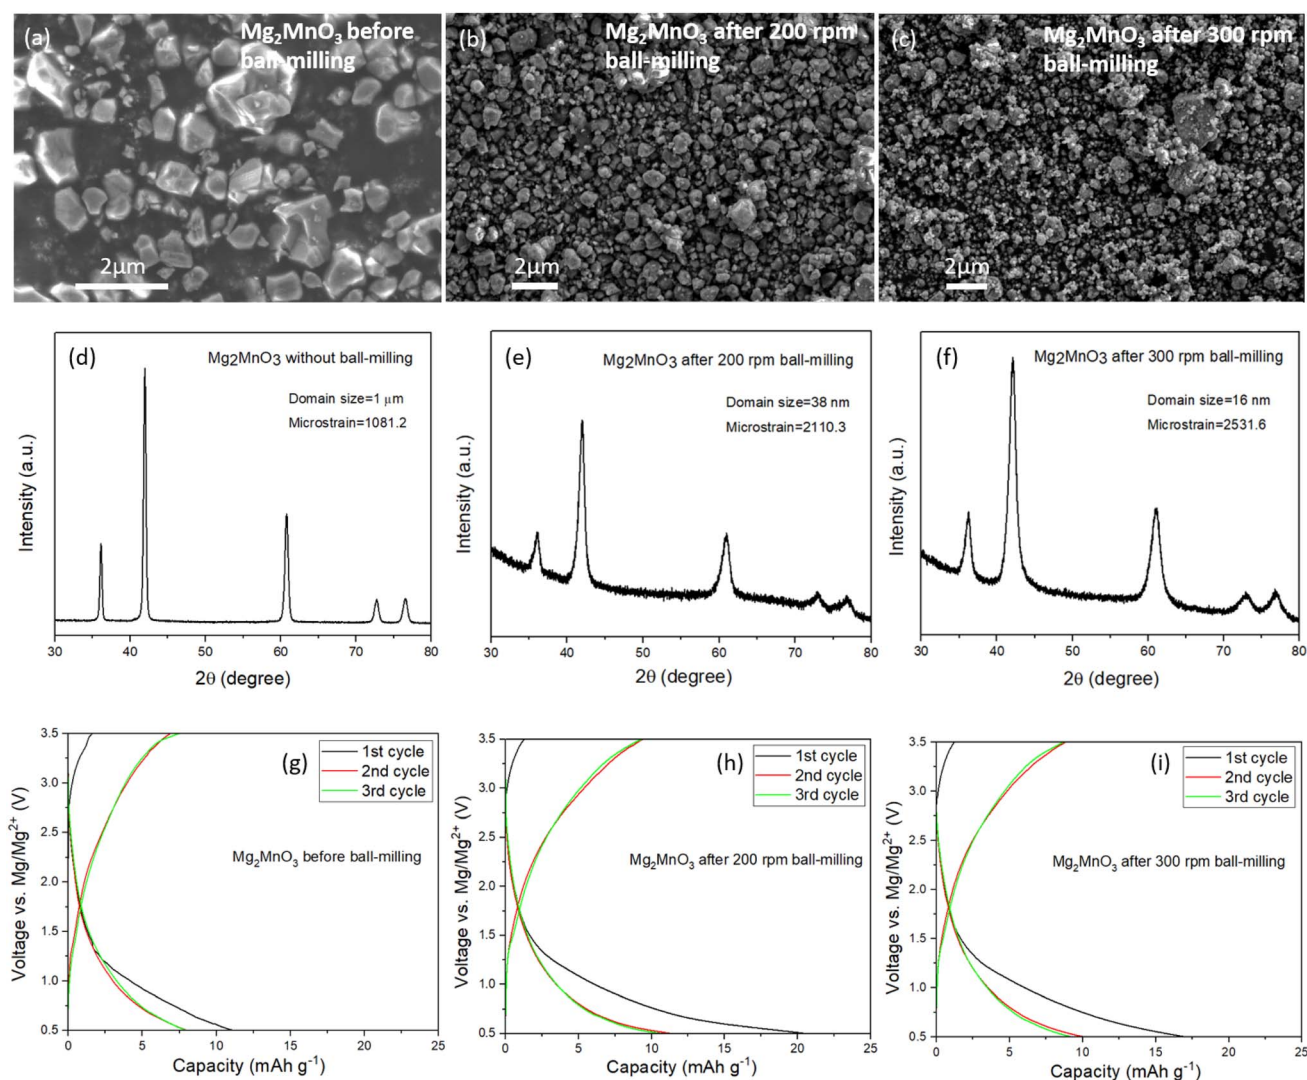 (a)
Mg₂MnO₃ before
ball-milling
2μm
(b)
Mg₂MnO₃ after 200 rpm
ball-milling
2μm
(c)
Mg₂MnO₃ after 300 rpm
ball-milling
2μm
(d)
Mg₂MnO₃ without ball-milling
Domain size=1 μm
Microstrain=1081.2
Intensity (a.u.)
30 40 50 60 70 80
2θ (degree)
(e)
Mg₂MnO₃ after 200 rpm ball-milling
Domain size=38 nm
Microstrain=2110.3
Intensity (a.u.)
30 40 50 60 70 80
2θ (degree)
(f)
Mg₂MnO₃ after 300 rpm ball-milling
Domain size=16 nm
Microstrain=2531.6
Intensity (a.u.)
30 40 50 60 70 80
2θ (degree)
(g)
1st cycle
2nd cycle
3rd cycle
Mg₂MnO₃ before ball-milling
Voltage vs. Mg/Mg²⁺ (V)
3.5
3.0
2.5
2.0
1.5
1.0
0.5
0 5 10 15 20 25
Capacity (mAh g⁻¹)
(h)
1st cycle
2nd cycle
3rd cycle
Mg₂MnO₃ after 200 rpm ball-milling
Voltage vs. Mg/Mg²⁺ (V)
3.5
3.0
2.5
2.0
1.5
1.0
0.5
0 5 10 15 20 25
Capacity (mAh g⁻¹)
(i)
1st cycle
2nd cycle
3rd cycle
Mg₂MnO₃ after 300 rpm ball-milling
Voltage vs. Mg/Mg²⁺ (V)
3.5
3.0
2.5
2.0
1.5
1.0
0.5
0 5 10 15 20 25
Capacity (mAh g⁻¹)